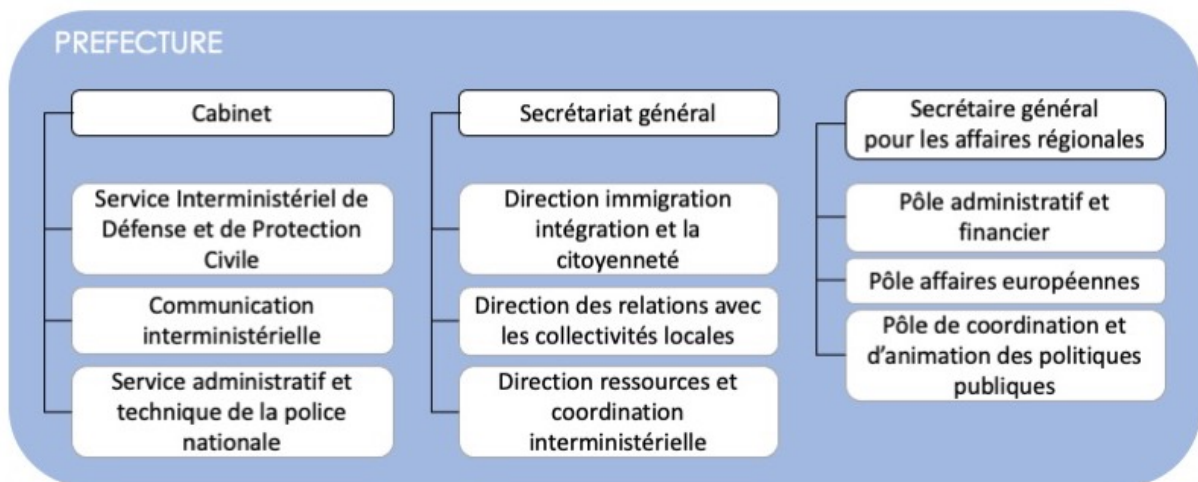 PREFECTURE
Cabinet
Service Interministériel de
Défense et de Protection
Civile
Communication
interministérielle
Service administratif et
technique de la police
nationale
Secrétariat général
Direction immigration
intégration et la
citoyenneté
Direction des relations avec
les collectivités locales
Direction ressources et
coordination
interministérielle
Secrétaire général
pour les affaires régionales
Pôle administratif et
financier
Pôle affaires européennes
Pôle de coordination et
d’animation des politiques
publiques